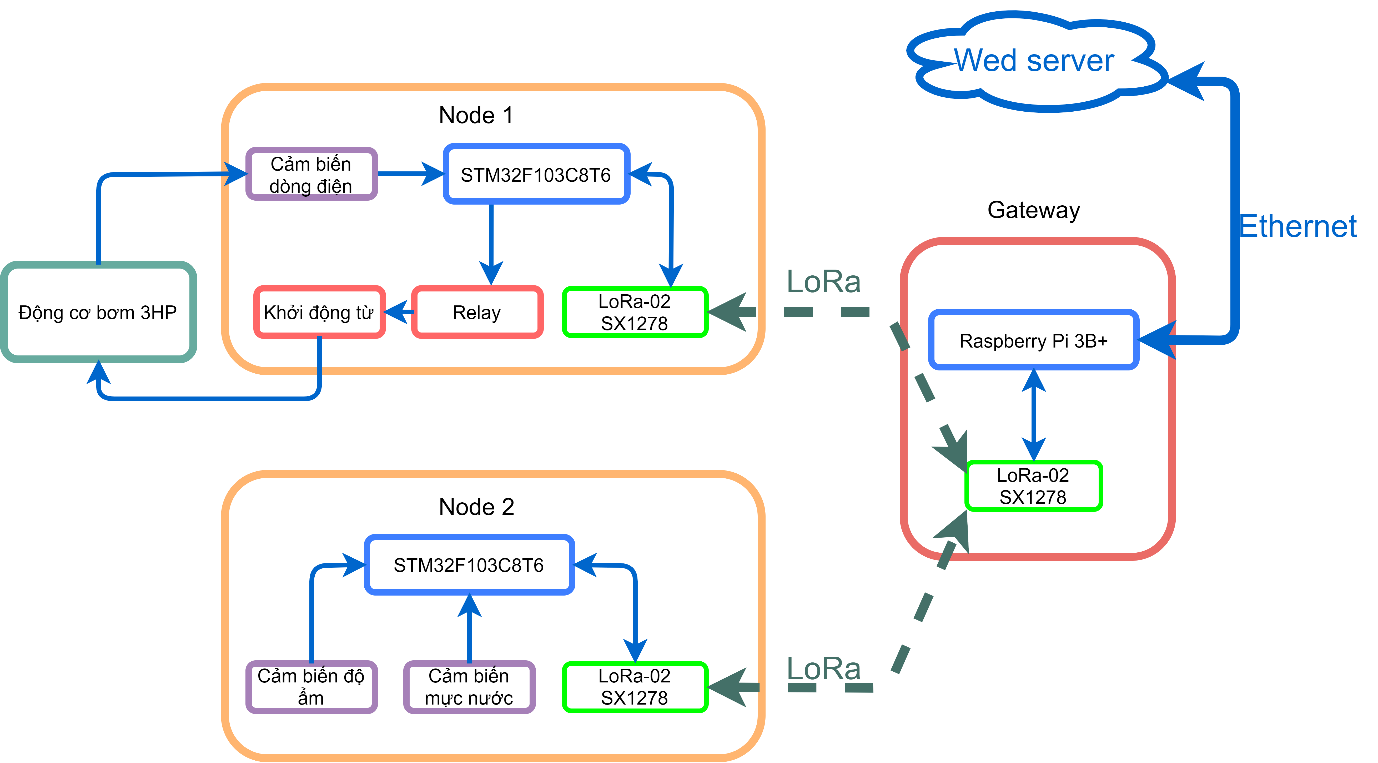 Wed server
Node 1
Cảm biến
dòng điện
STM32F103C8T6
Gateway
Ethernet
Động cơ bơm 3HP
Khởi động từ
Relay
LoRa-02
SX1278
LoRa
Raspberry Pi 3B+
LoRa-02
SX1278
Node 2
STM32F103C8T6
Cảm biến độ
ẩm
Cảm biến
mực nước
LoRa-02
SX1278
LoRa